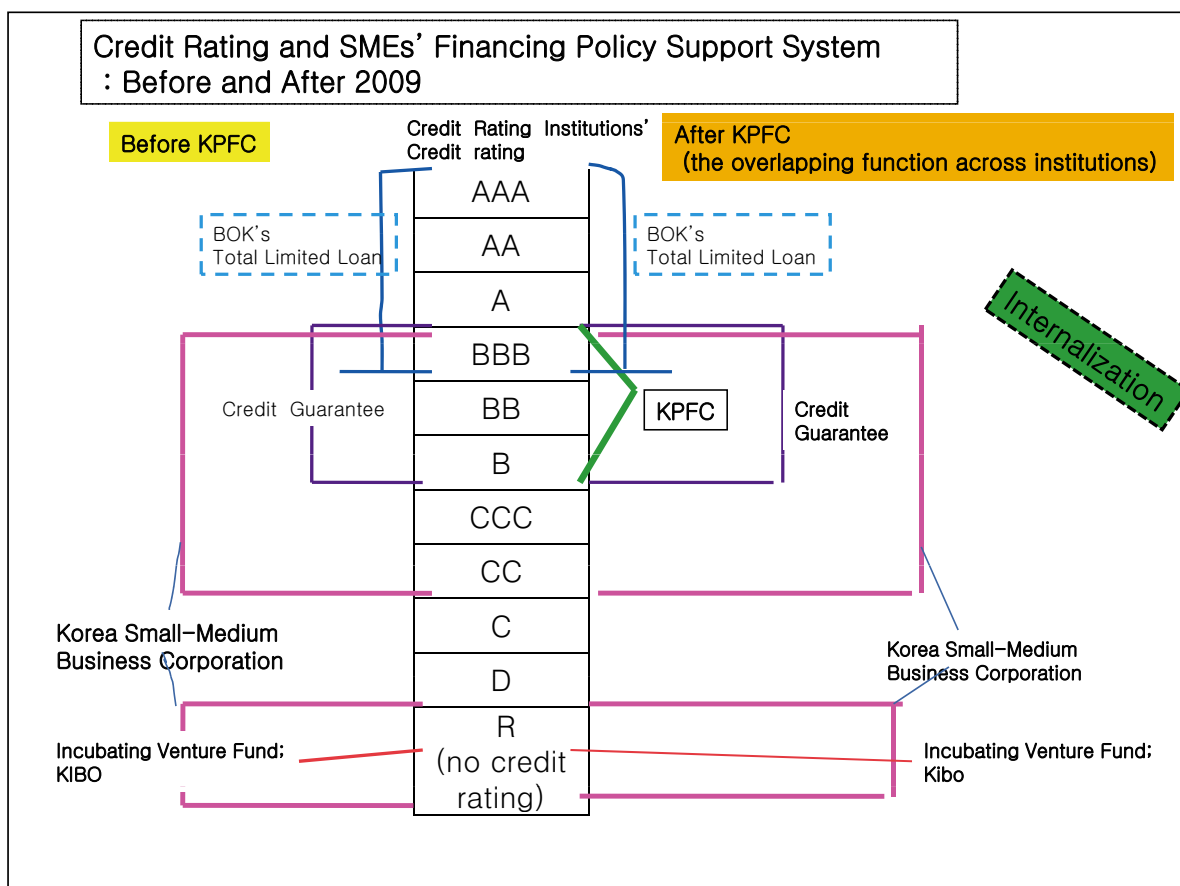 Credit Rating and SMEs' Financing Policy Support System
: Before and After 2009
Before KPFC
Credit Rating Institutions'
Credit rating
After KPFC
(the overlapping function across institutions)
AAA
AA
A
BBB
BB
B
CCC
CC
C
D
R
(no credit
rating)
BOK's
Total Limited Loan
Credit Guarantee
Korea Small-Medium
Business Corporation
Incubating Venture Fund;
KIBO
BOK's
Total Limited Loan
KPFC
Credit
Guarantee
Internalization
Korea Small-Medium
Business Corporation
Incubating Venture Fund;
Kibo